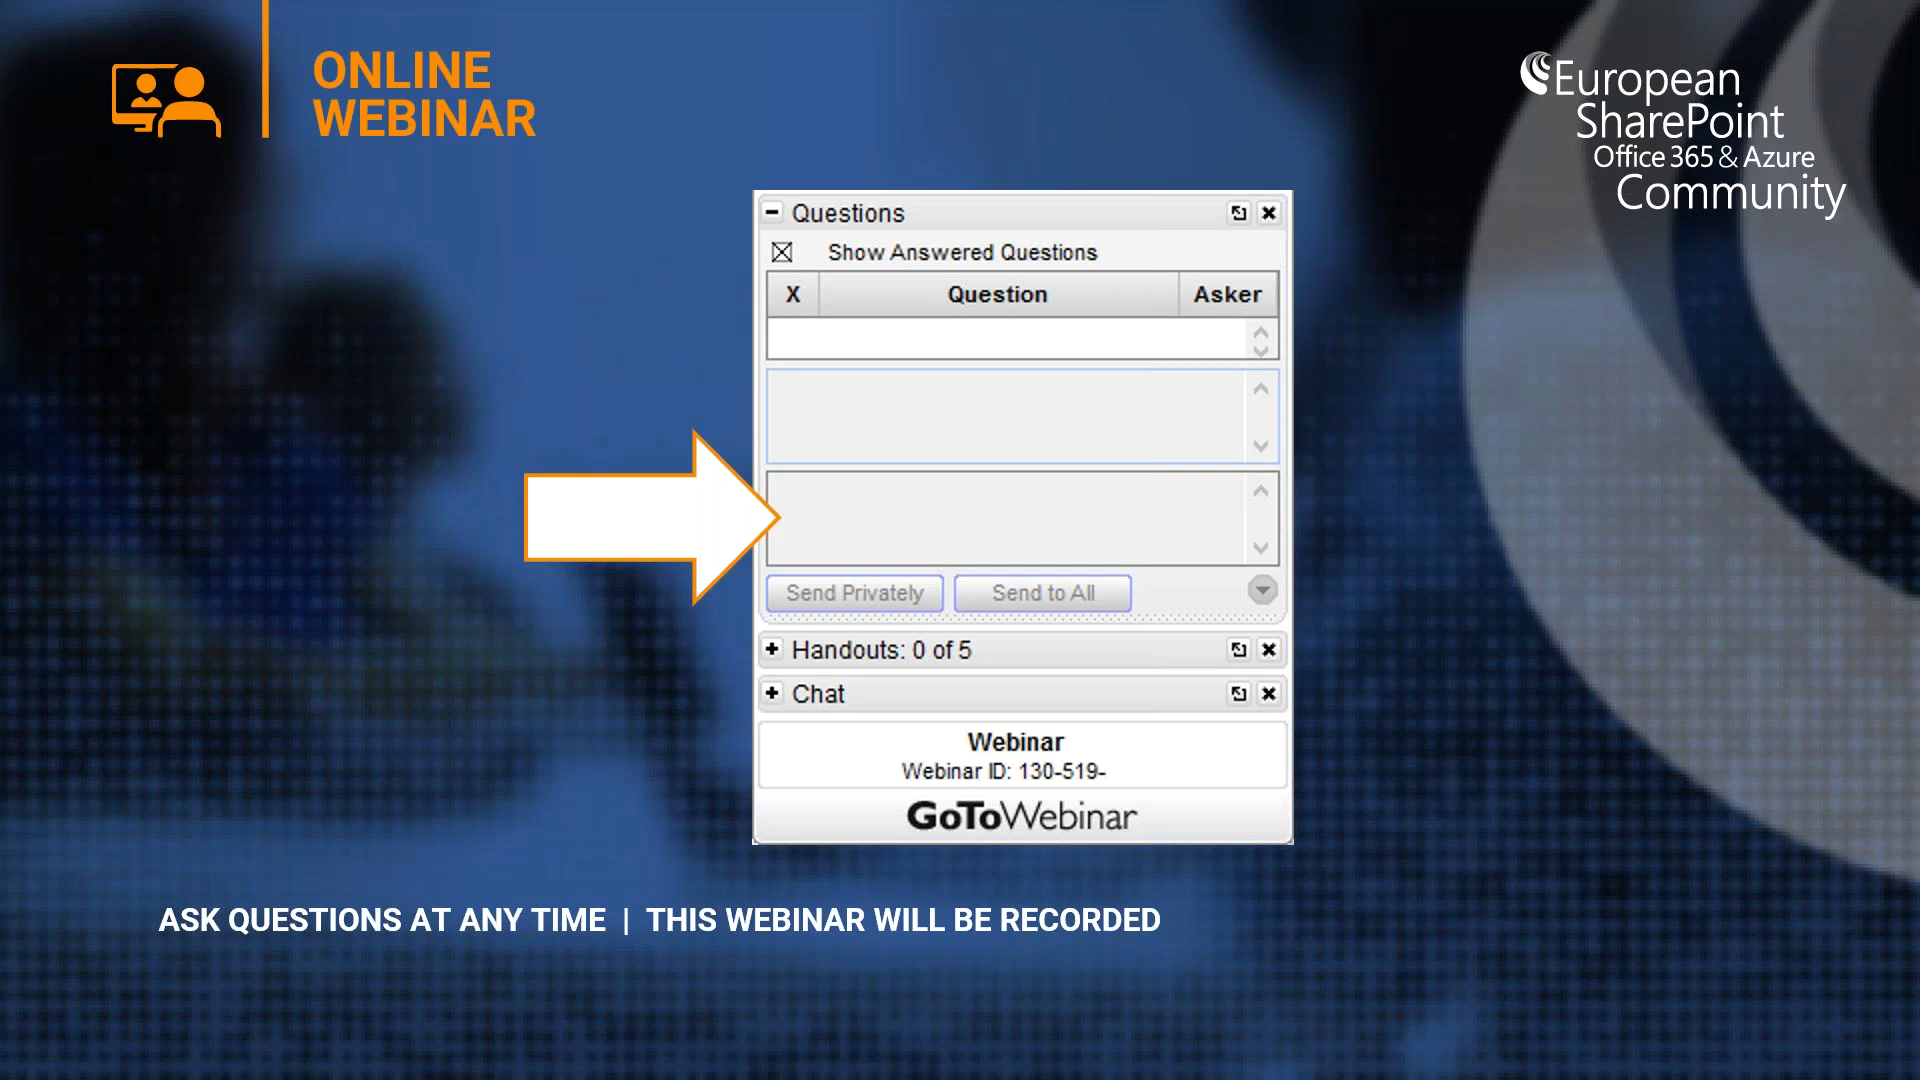 ONLINE
WEBINAR
European
SharePoint
Office 365 & Azure
Community
Questions
Show Answered Questions
X Question Asker
Send Privately Send to All
Handouts: 0 of 5
Chat
Webinar
Webinar ID: 130-519-
GoToWebinar
ASK QUESTIONS AT ANY TIME | THIS WEBINAR WILL BE RECORDED